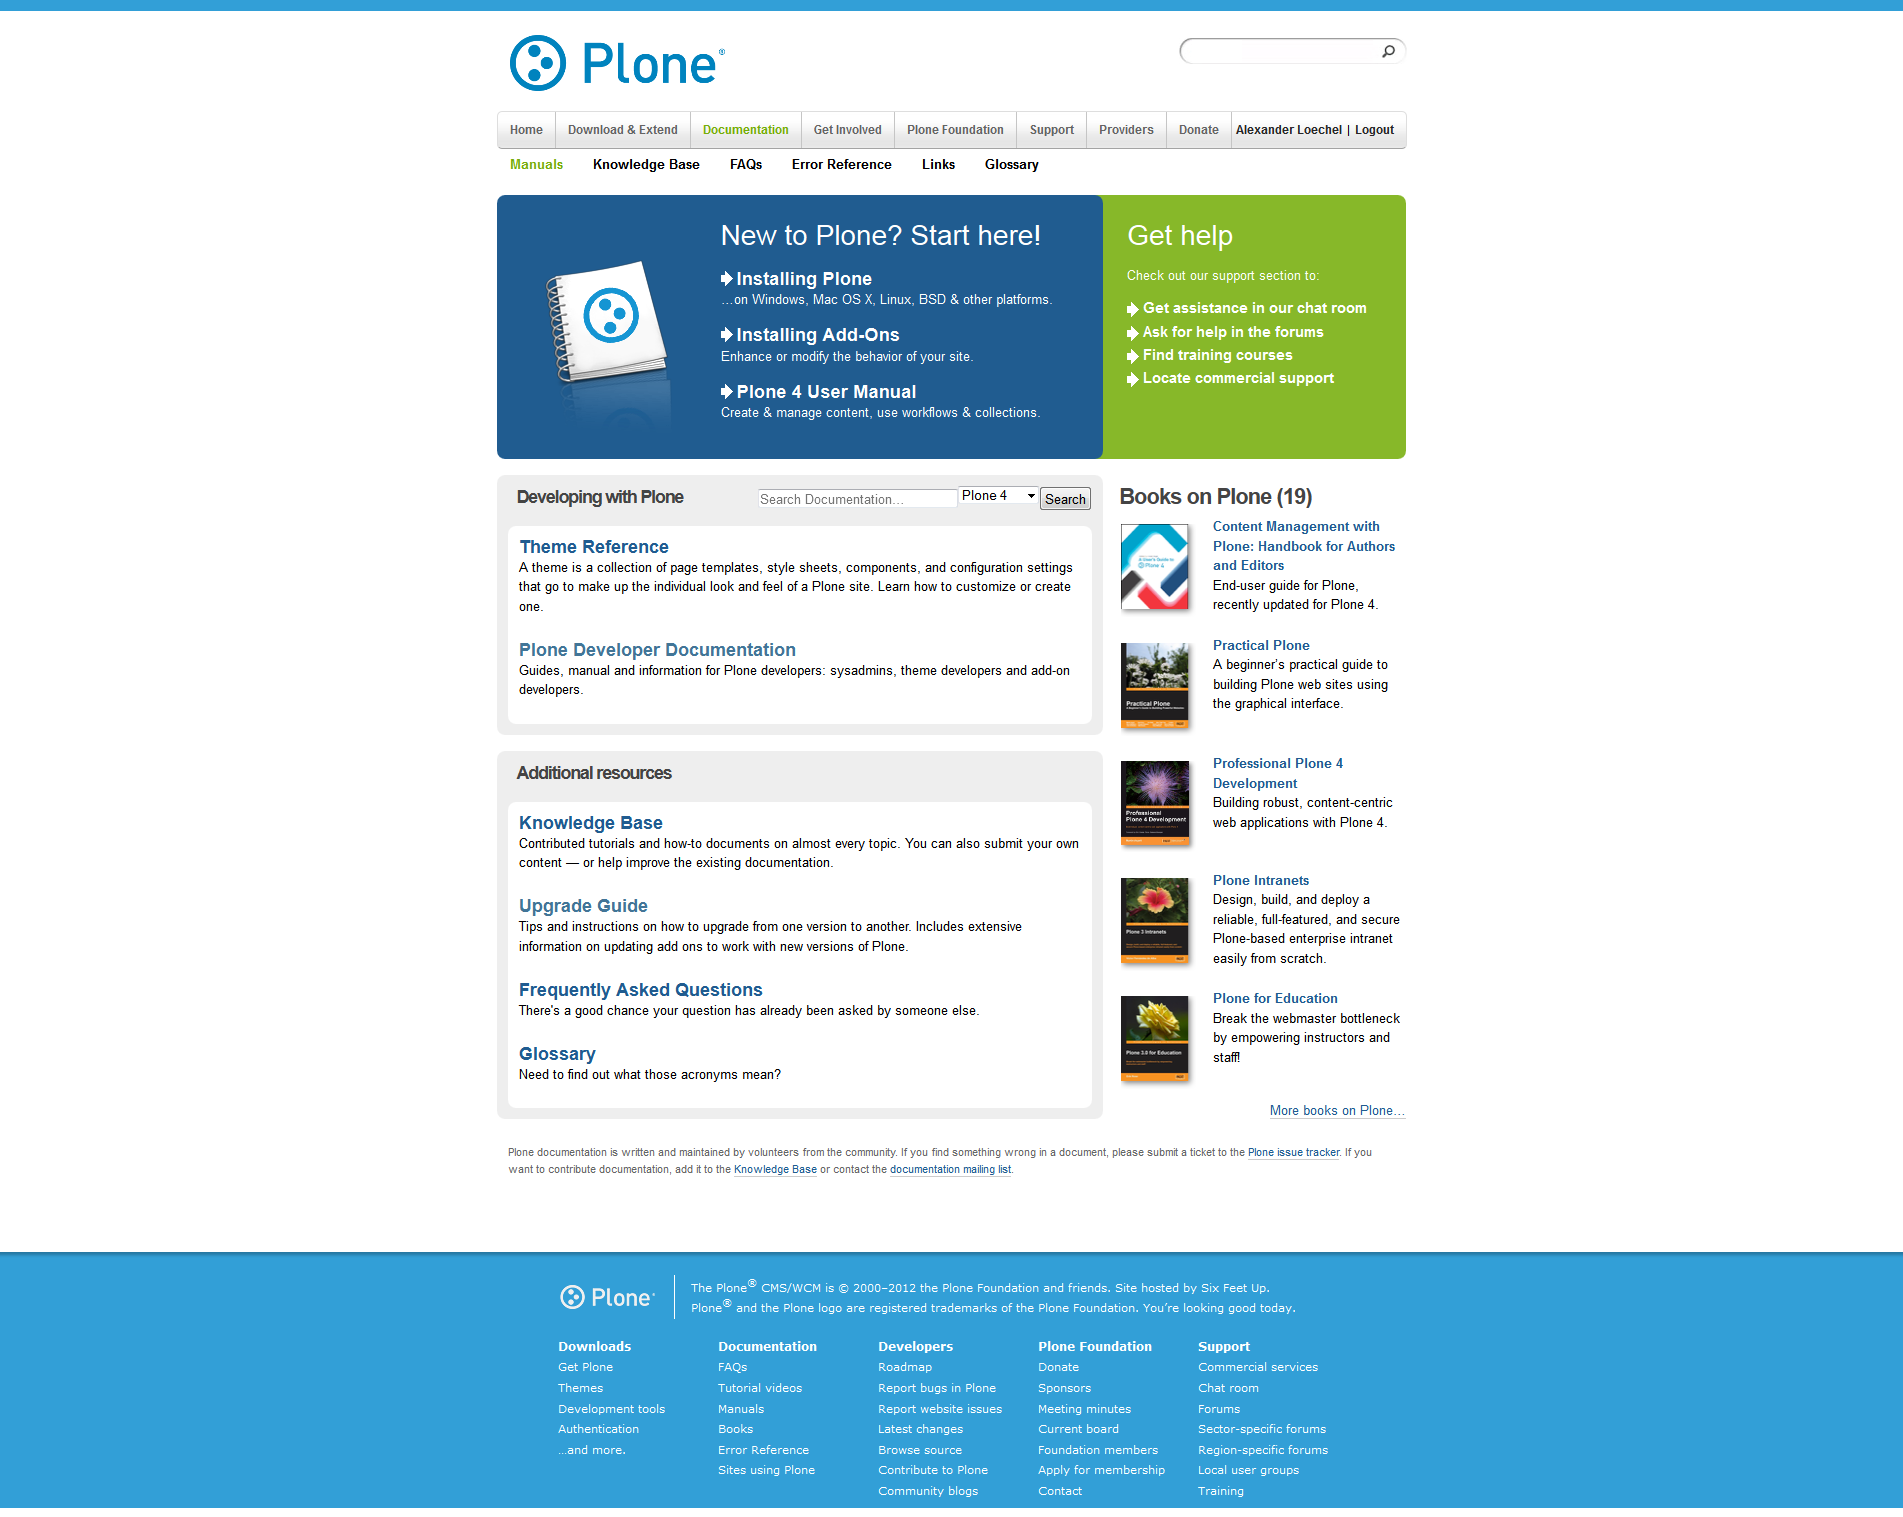 Plone®
Home Download & Extend Documentation Get Involved Plone Foundation Support Providers Donate Alexander Loechel | Logout
Manuals Knowledge Base FAQs Error Reference Links Glossary
New to Plone? Start here!
Installing Plone
…on Windows, Mac OS X, Linux, BSD & other platforms.
Installing Add-Ons
Enhance or modify the behavior of your site.
Plone 4 User Manual
Create & manage content, use workflows & collections.
Get help
Check out our support section to:
Get assistance in our chat room
Ask for help in the forums
Find training courses
Locate commercial support
Developing with Plone
Search Documentation… Plone 4 Search
Theme Reference
A theme is a collection of page templates, style sheets, components, and configuration settings
that go to make up the individual look and feel of a Plone site. Learn how to customize or create
one.
Plone Developer Documentation
Guides, manual and information for Plone developers: sysadmins, theme developers and add-on
developers.
Additional resources
Knowledge Base
Contributed tutorials and how-to documents on almost every topic. You can also submit your own
content — or help improve the existing documentation.
Upgrade Guide
Tips and instructions on how to upgrade from one version to another. Includes extensive
information on updating add ons to work with new versions of Plone.
Frequently Asked Questions
There's a good chance your question has already been asked by someone else.
Glossary
Need to find out what those acronyms mean?
Books on Plone (19)
A User's Guide to
Plone 4
Content Management with
Plone: Handbook for Authors
and Editors
End-user guide for Plone,
recently updated for Plone 4.
Practical Plone
Practical Plone
A beginner's practical guide to
building Plone web sites using
the graphical interface.
Professional
Plone 4 Development
Professional Plone 4
Development
Building robust, content-centric
web applications with Plone 4.
Plone 3 Intranets
Plone Intranets
Design, build, and deploy a
reliable, full-featured, and secure
Plone-based enterprise intranet
easily from scratch.
Plone 3.3 for Education
Plone for Education
Break the webmaster bottleneck
by empowering instructors and
staff!
More books on Plone…
Plone documentation is written and maintained by volunteers from the community. If you find something wrong in a document, please submit a ticket to the Plone issue tracker. If you
want to contribute documentation, add it to the Knowledge Base or contact the documentation mailing list.
Plone®
The Plone® CMS/WCM is © 2000–2012 the Plone Foundation and friends. Site hosted by Six Feet Up.
Plone® and the Plone logo are registered trademarks of the Plone Foundation. You're looking good today.
Downloads
Get Plone
Themes
Development tools
Authentication
…and more.
Documentation
FAQs
Tutorial videos
Manuals
Books
Error Reference
Sites using Plone
Developers
Roadmap
Report bugs in Plone
Report website issues
Latest changes
Browse source
Contribute to Plone
Community blogs
Plone Foundation
Donate
Sponsors
Meeting minutes
Current board
Foundation members
Apply for membership
Contact
Support
Commercial services
Chat room
Forums
Sector-specific forums
Region-specific forums
Local user groups
Training